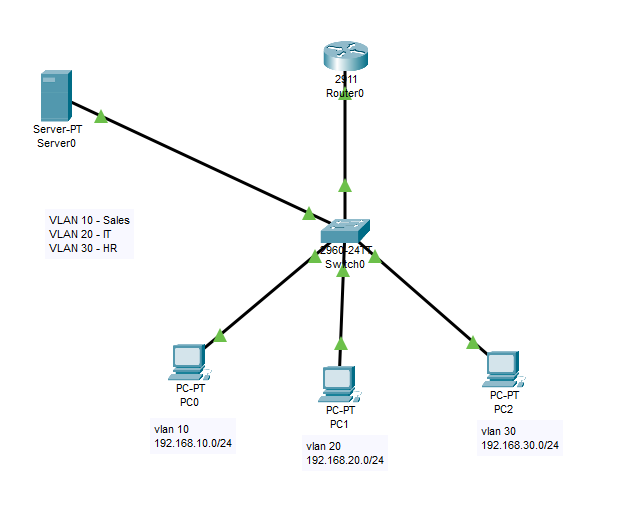 2911
Router0
Server-PT
Server0
VLAN 10 - Sales
VLAN 20 - IT
VLAN 30 - HR
2960-24TT
Switch0
PC-PT
PC0
PC-PT
PC1
PC-PT
PC2
vlan 10
192.168.10.0/24
vlan 20
192.168.20.0/24
vlan 30
192.168.30.0/24